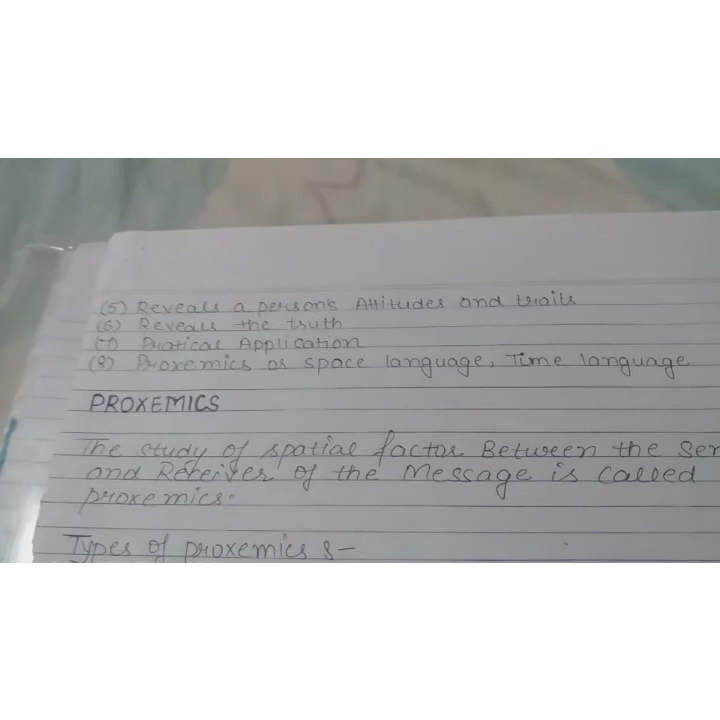 (5) Reveals a person's Attitudes and traits
(6) Reveals the truth
(7) Pratical Application
(8) Proxemics or space language, Time language
PROXEMICS
The study of spatial factor Between the Sen
and Receiver of the Message is called
proxemics.
Types of proxemics :-